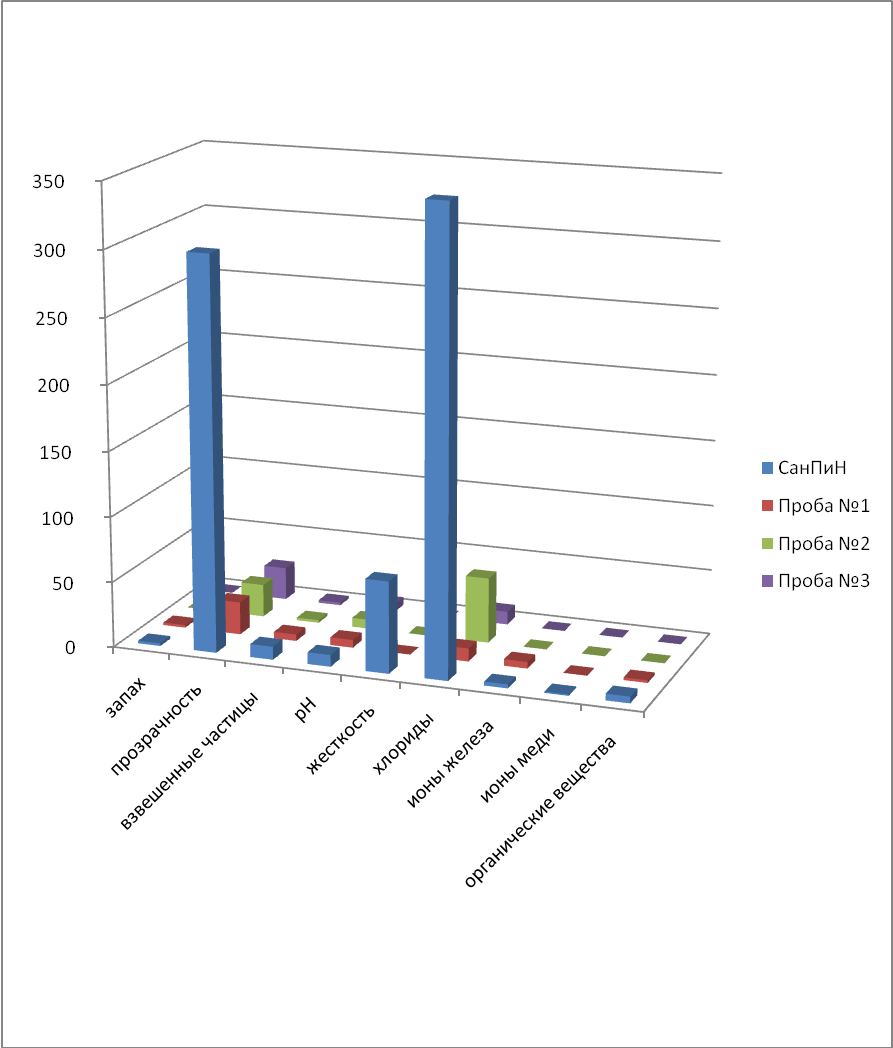 350
300
250
200
150
100
50
0
запах
прозрачность
взвешенные частицы
pH
жесткость
хлориды
ионы железа
ионы меди
органические вещества
СанПиН
Проба №1
Проба №2
Проба №3